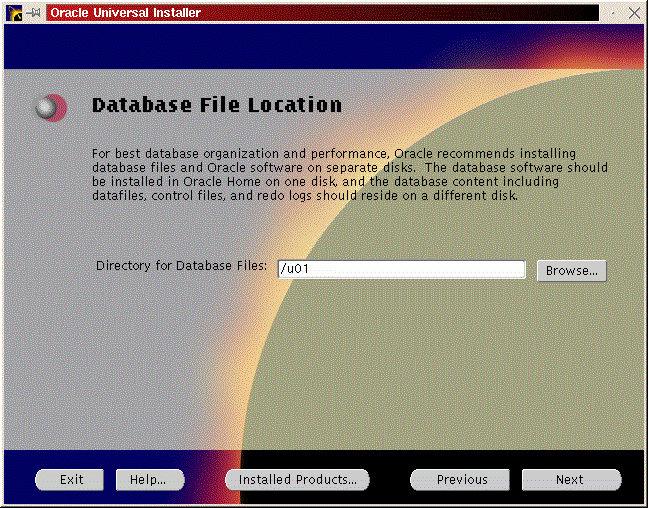 Oracle Universal Installer
Database File Location
For best database organization and performance, Oracle recommends installing
database files and Oracle software on separate disks. The database software should
be installed in Oracle Home on one disk, and the database content including
datafiles, control files, and redo logs should reside on a different disk.
Directory for Database Files: /u01 Browse...
Exit Help... Installed Products... Previous Next